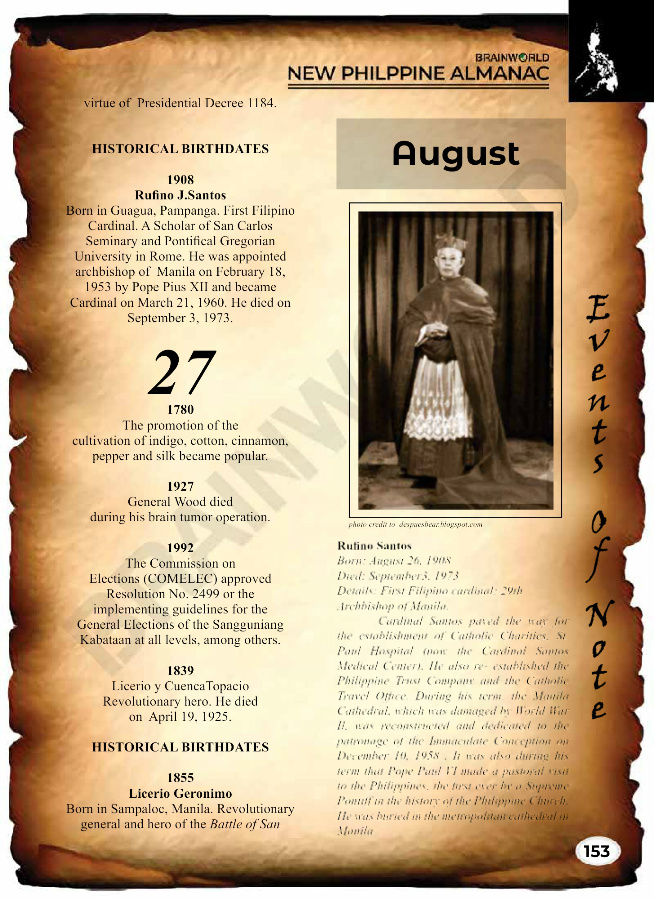 BRAINWORLD
NEW PHILPPINE ALMANAC
virtue of Presidential Decree 1184.
HISTORICAL BIRTHDATES
1908
Rufino J.Santos
Born in Guagua, Pampanga. First Filipino
Cardinal. A Scholar of San Carlos
Seminary and Pontifical Gregorian
University in Rome. He was appointed
archbishop of Manila on February 18,
1953 by Pope Pius XII and became
Cardinal on March 21, 1960. He died on
September 3, 1973.
27
1780
The promotion of the
cultivation of indigo, cotton, cinnamon,
pepper and silk became popular.
1927
General Wood died
during his brain tumor operation.
1992
The Commission on
Elections (COMELEC) approved
Resolution No. 2499 or the
implementing guidelines for the
General Elections of the Sangguniang
Kabataan at all levels, among others.
1839
Licerio y CuencaTopacio
Revolutionary hero. He died
on April 19, 1925.
HISTORICAL BIRTHDATES
1855
Licerio Geronimo
Born in Sampaloc, Manila. Revolutionary
general and hero of the Battle of San
August
photo credit to despuesbear.blogspot.com
Rufino Santos
Born: August 26, 1908
Died: September3, 1973
Details: First Filipino cardinal: 29th
Archbishop of Manila.
Cardinal Santos paved the way for
the establishment of Catholic Charities, St.
Paul Hospital (now the Cardinal Santos
Medical Center). He also re- established the
Philippine Trust Company and the Catholic
Travel Office. During his term, the Manila
Cathedral, which was damaged by World War
II, was reconstructed and dedicated to the
patronage of the Immaculate Conception on
December 10, 1958 . It was also during his
term that Pope Paul VI made a pastoral visit
to the Philippines, the first ever by a Supreme
Pontiff in the history of the Philippine Church.
He was buried in the metropolitan cathedral in
Manila
Events of Note
153
BRAINWORLD